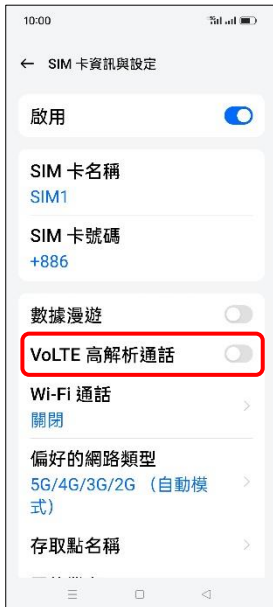 10:00
SIM 卡資訊與設定
啟用
SIM 卡名稱
SIM1
SIM 卡號碼
+886
數據漫遊
VoLTE 高解析通話
Wi-Fi 通話
關閉
偏好的網路類型
5G/4G/3G/2G （自動模
式）
存取點名稱